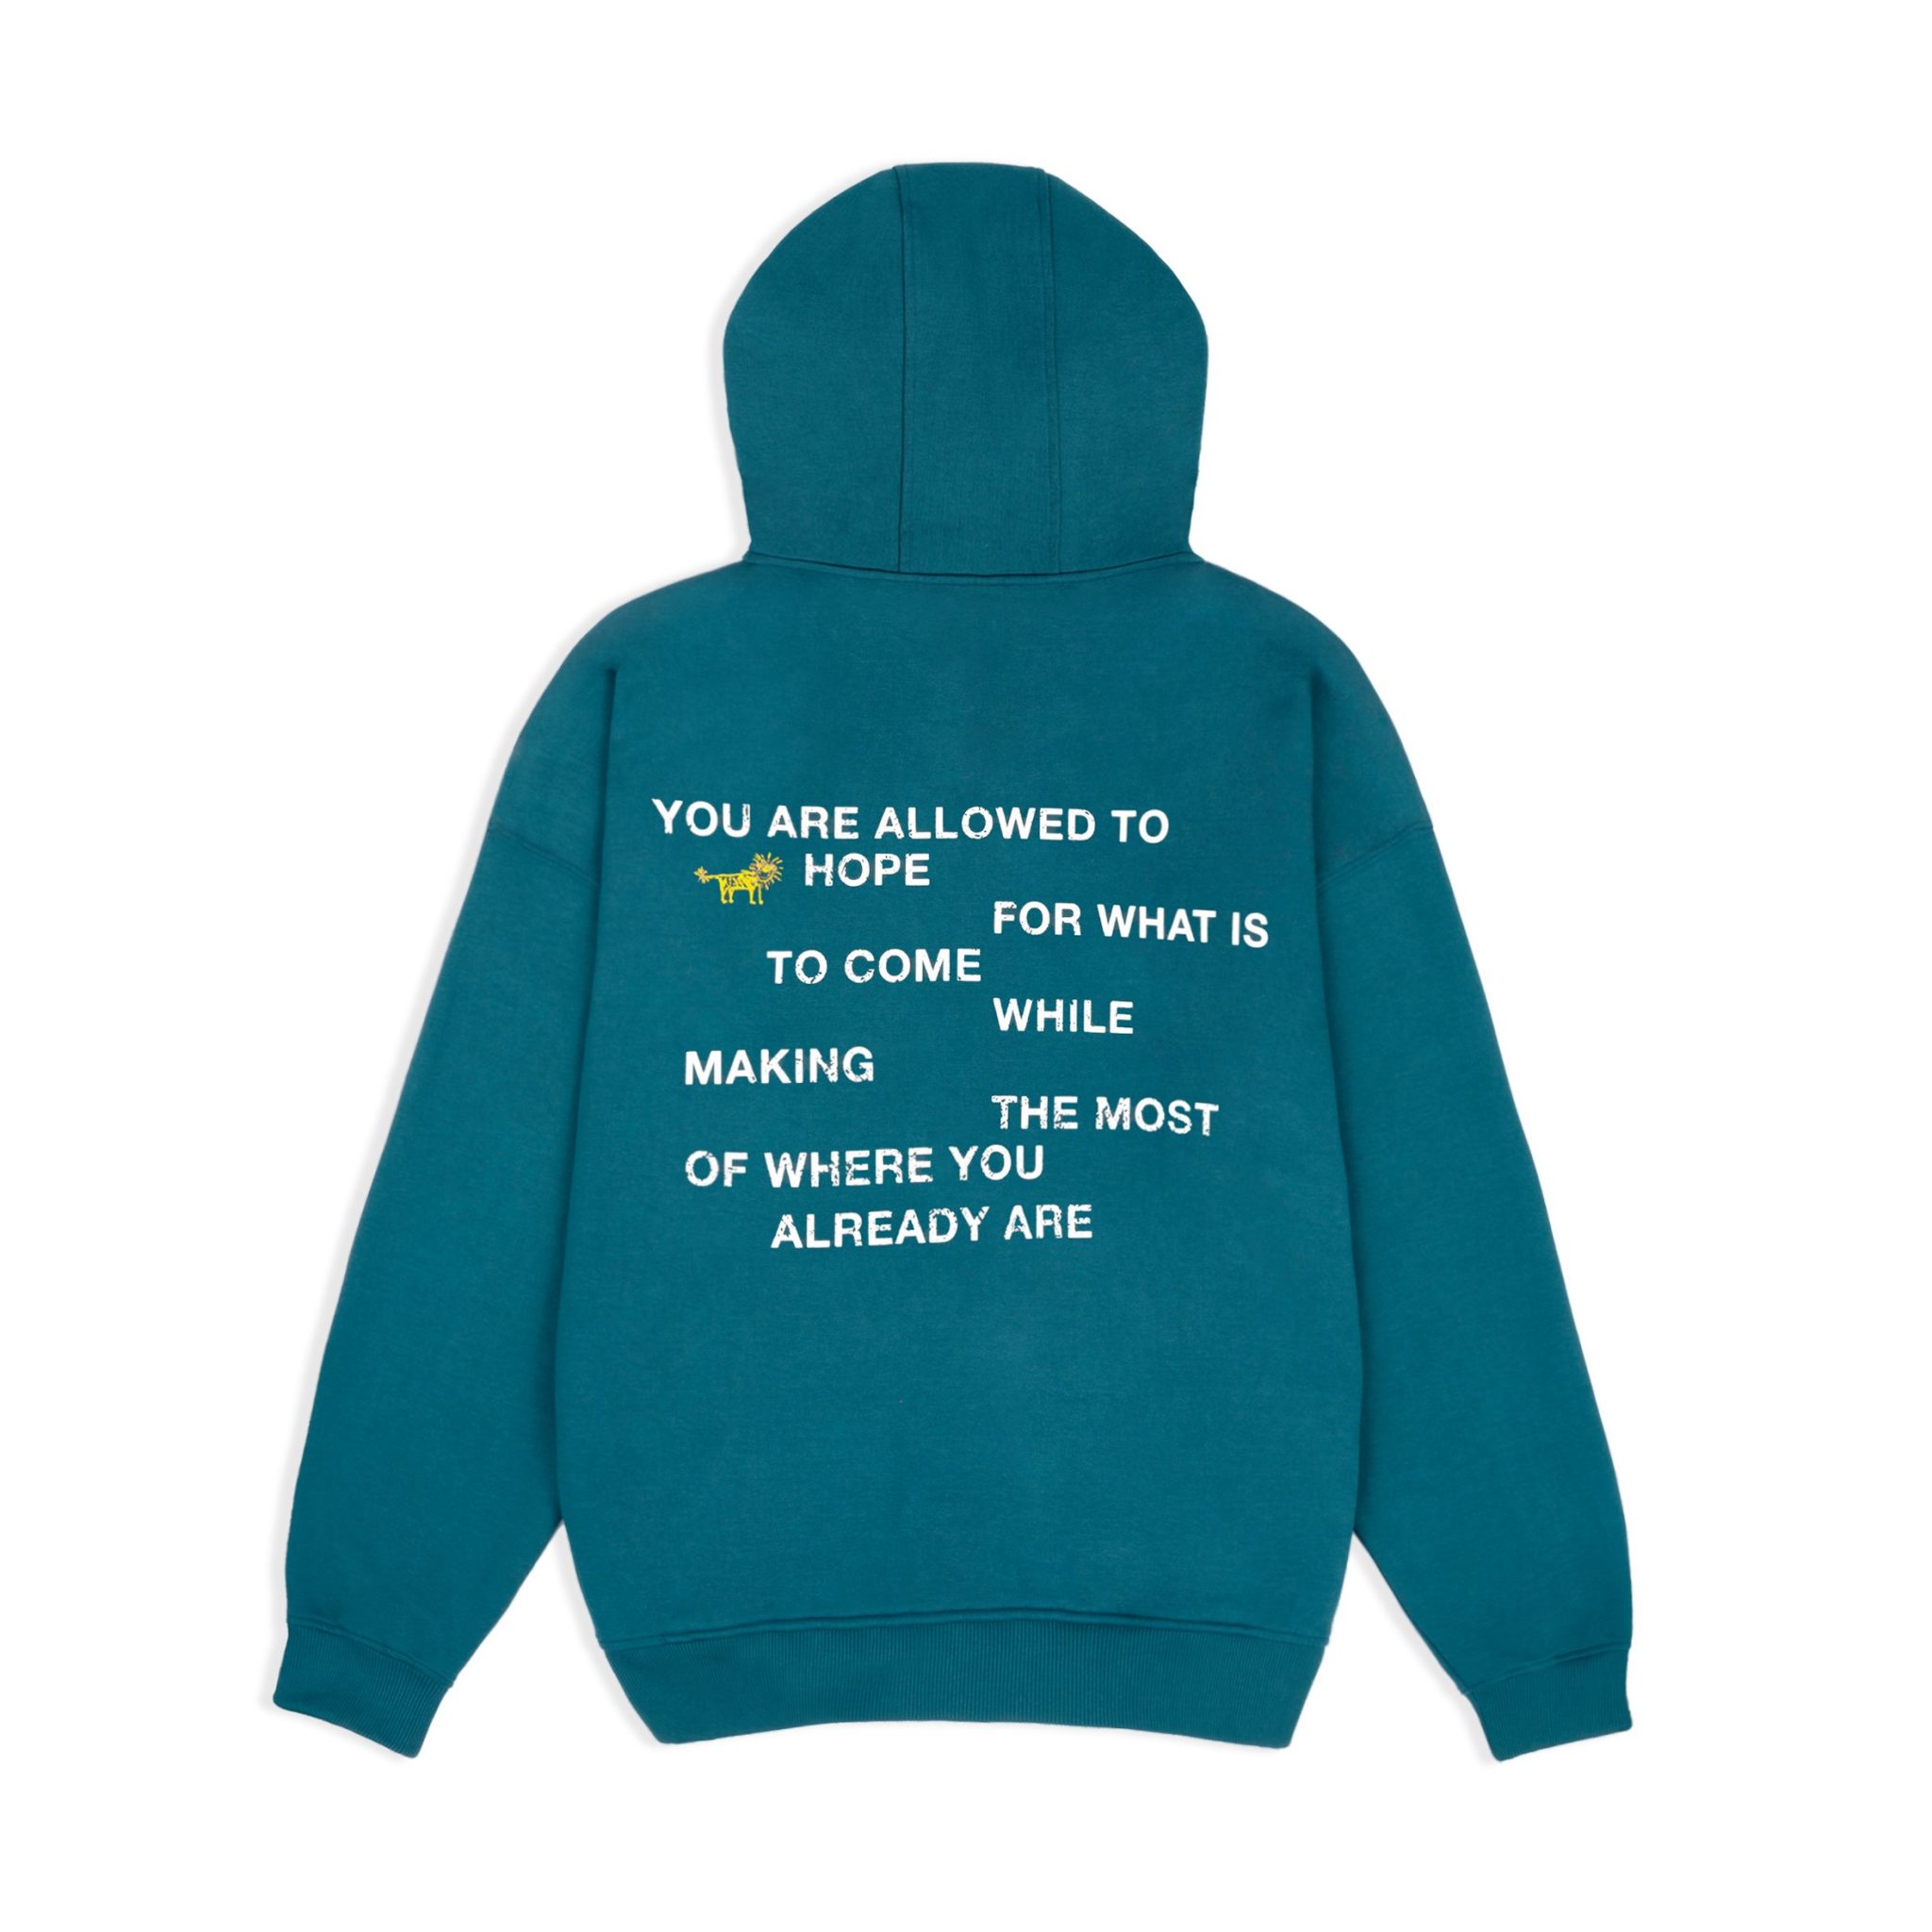 YOU ARE ALLOWED TO
HOPE
FOR WHAT IS
TO COME
WHILE
MAKING
THE MOST
OF WHERE YOU
ALREADY ARE